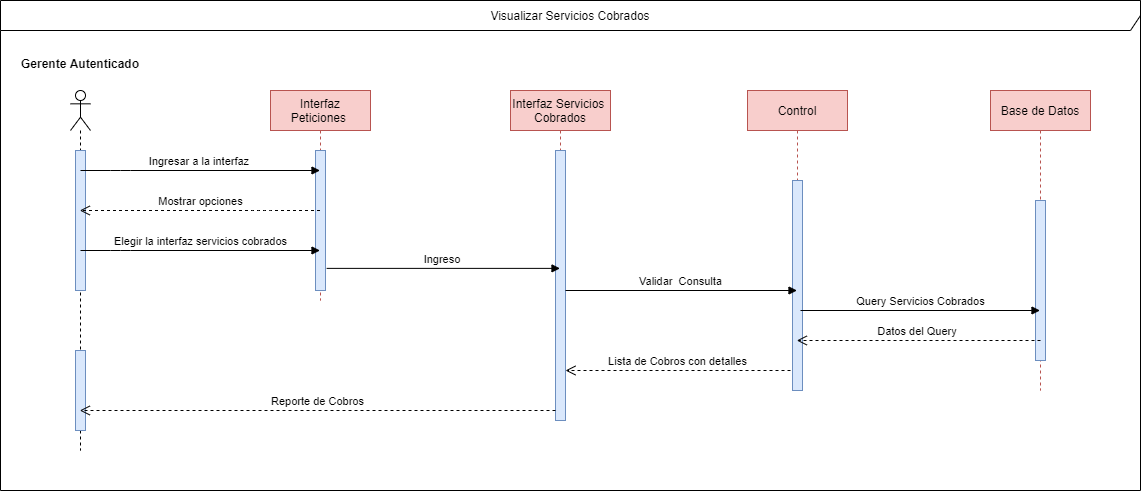 Visualizar Servicios Cobrados
Gerente Autenticado
Interfaz
Peticiones
Interfaz Servicios
Cobrados
Control
Base de Datos
Ingresar a la interfaz
Mostrar opciones
Elegir la interfaz servicios cobrados
Ingreso
Validar Consulta
Query Servicios Cobrados
Datos del Query
Lista de Cobros con detalles
Reporte de Cobros